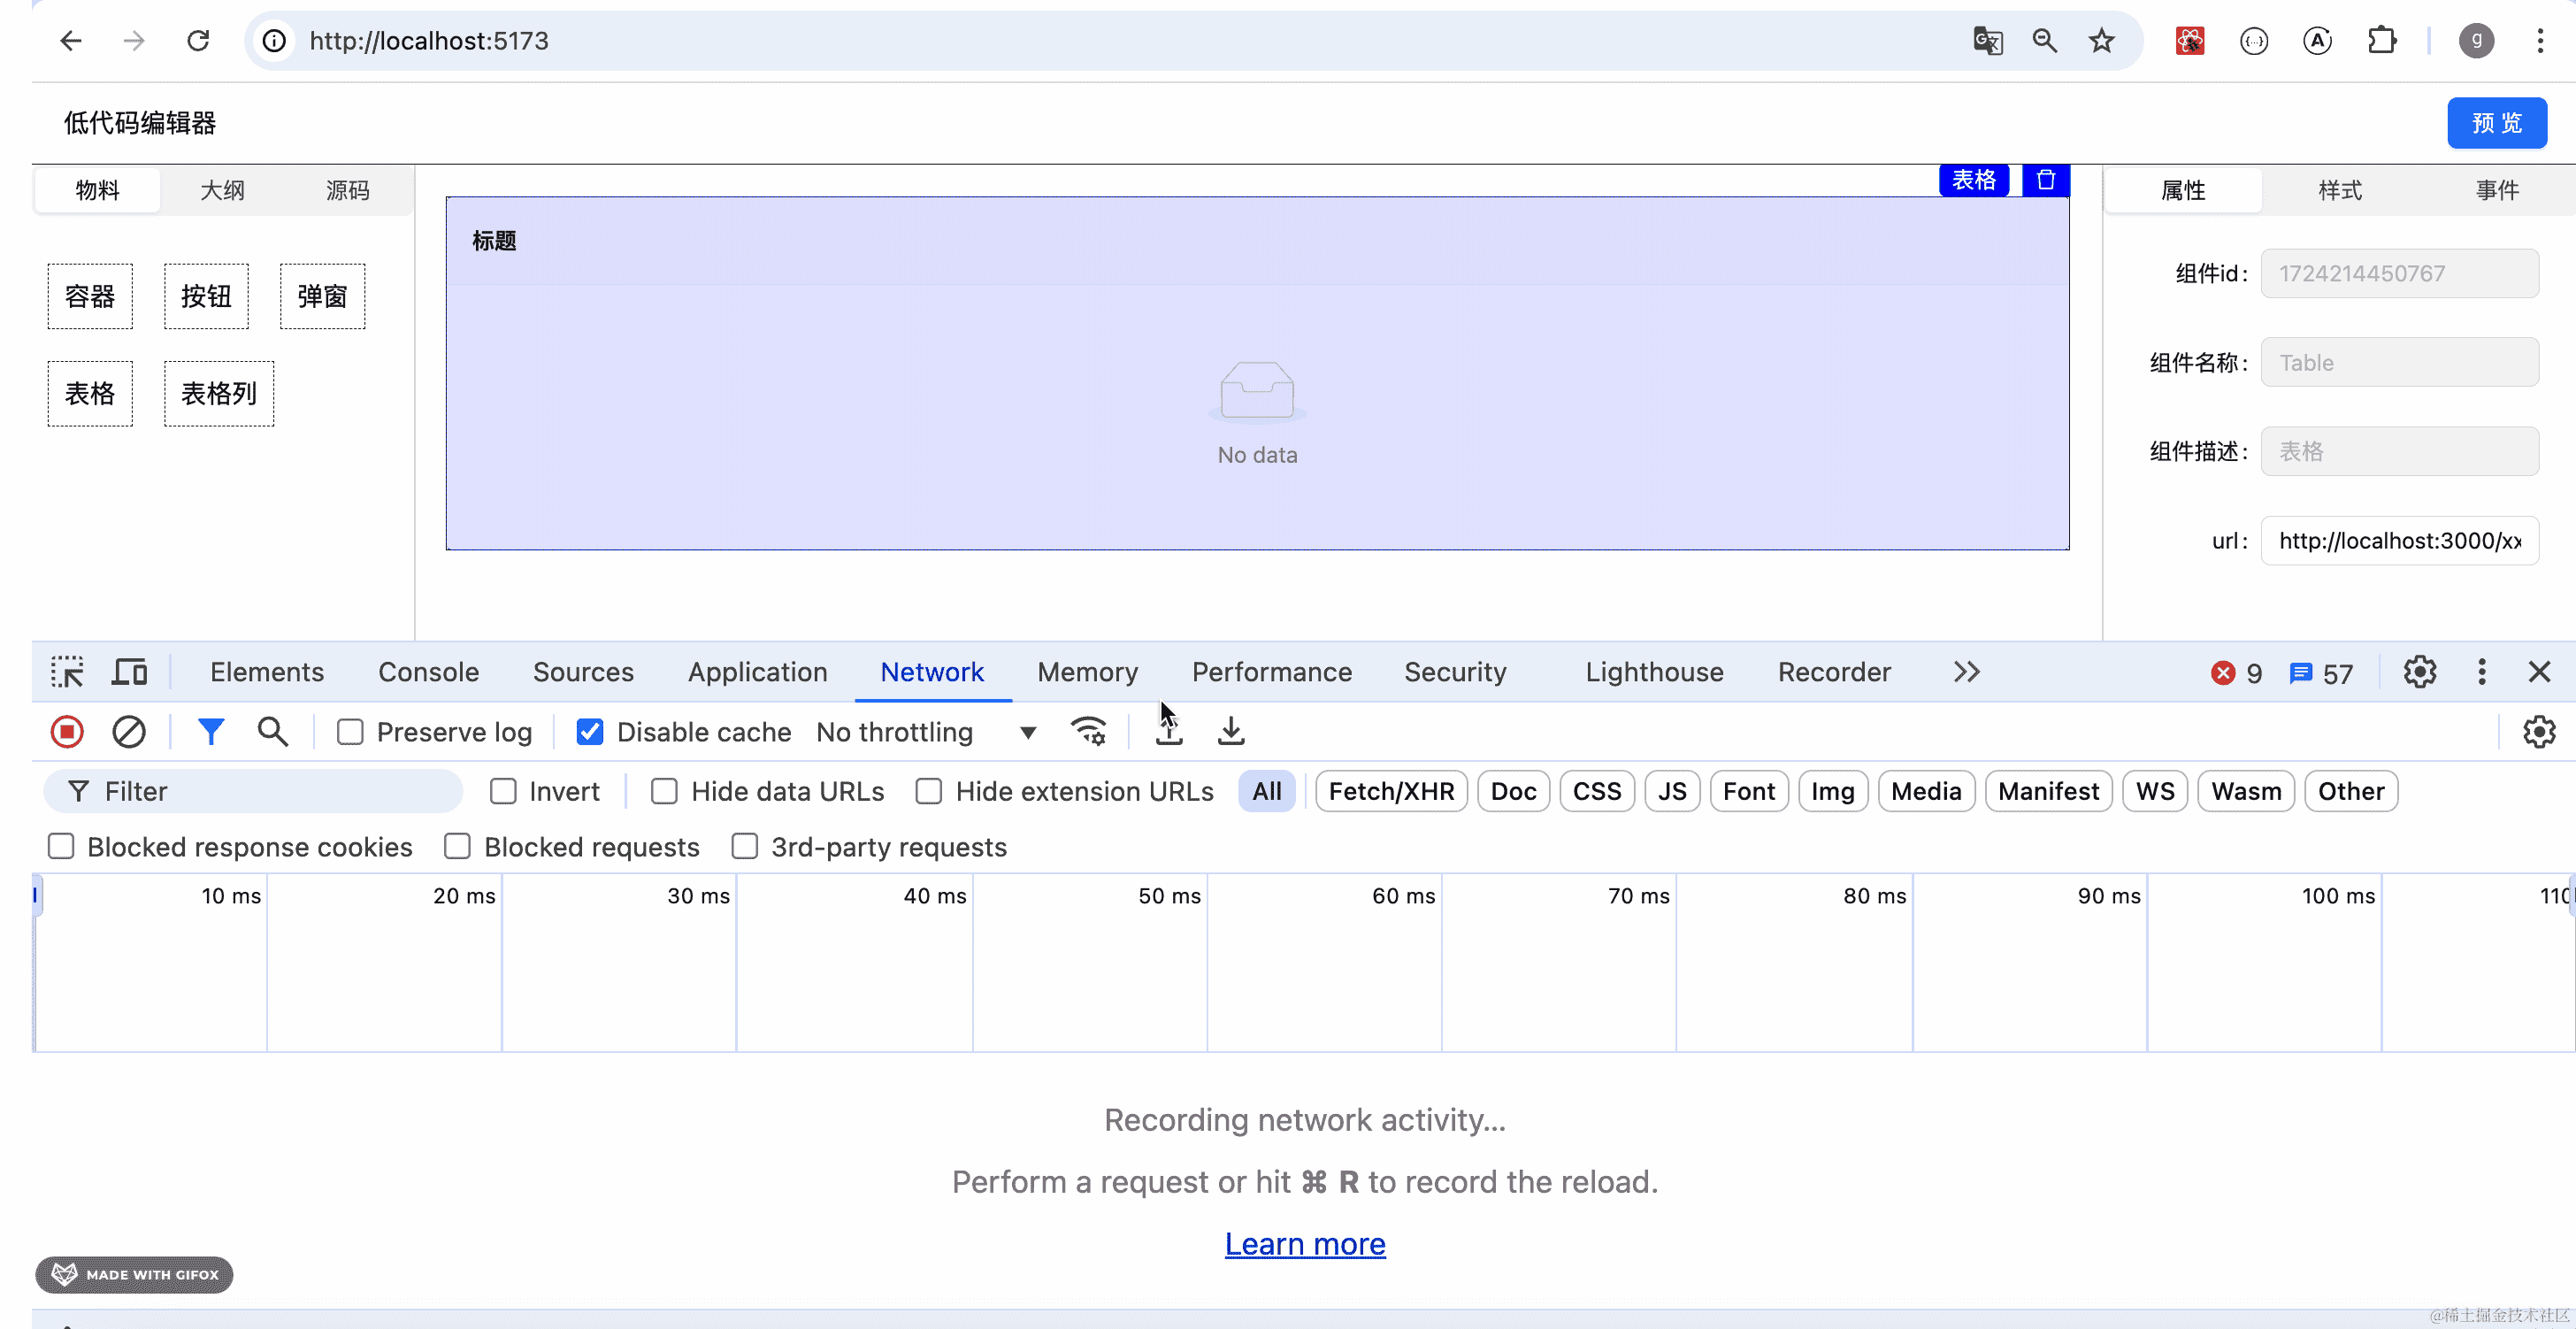 http://localhost:5173
g
低代码编辑器
预 览
物料 大纲 源码
表格
属性 样式 事件
标题
容器 按钮 弹窗
表格 表格列
No data
组件id: 1724214450767
组件名称: Table
组件描述: 表格
url: http://localhost:3000/xx
Elements Console Sources Application Network Memory Performance Security Lighthouse Recorder 9 57
Preserve log Disable cache No throttling
Filter Invert Hide data URLs Hide extension URLs All Fetch/XHR Doc CSS JS Font Img Media Manifest WS Wasm Other
Blocked response cookies Blocked requests 3rd-party requests
10 ms 20 ms 30 ms 40 ms 50 ms 60 ms 70 ms 80 ms 90 ms 100 ms 110
Recording network activity...
Perform a request or hit ⌘ R to record the reload.
Learn more
MADE WITH GIFOX
@稀土掘金技术社区